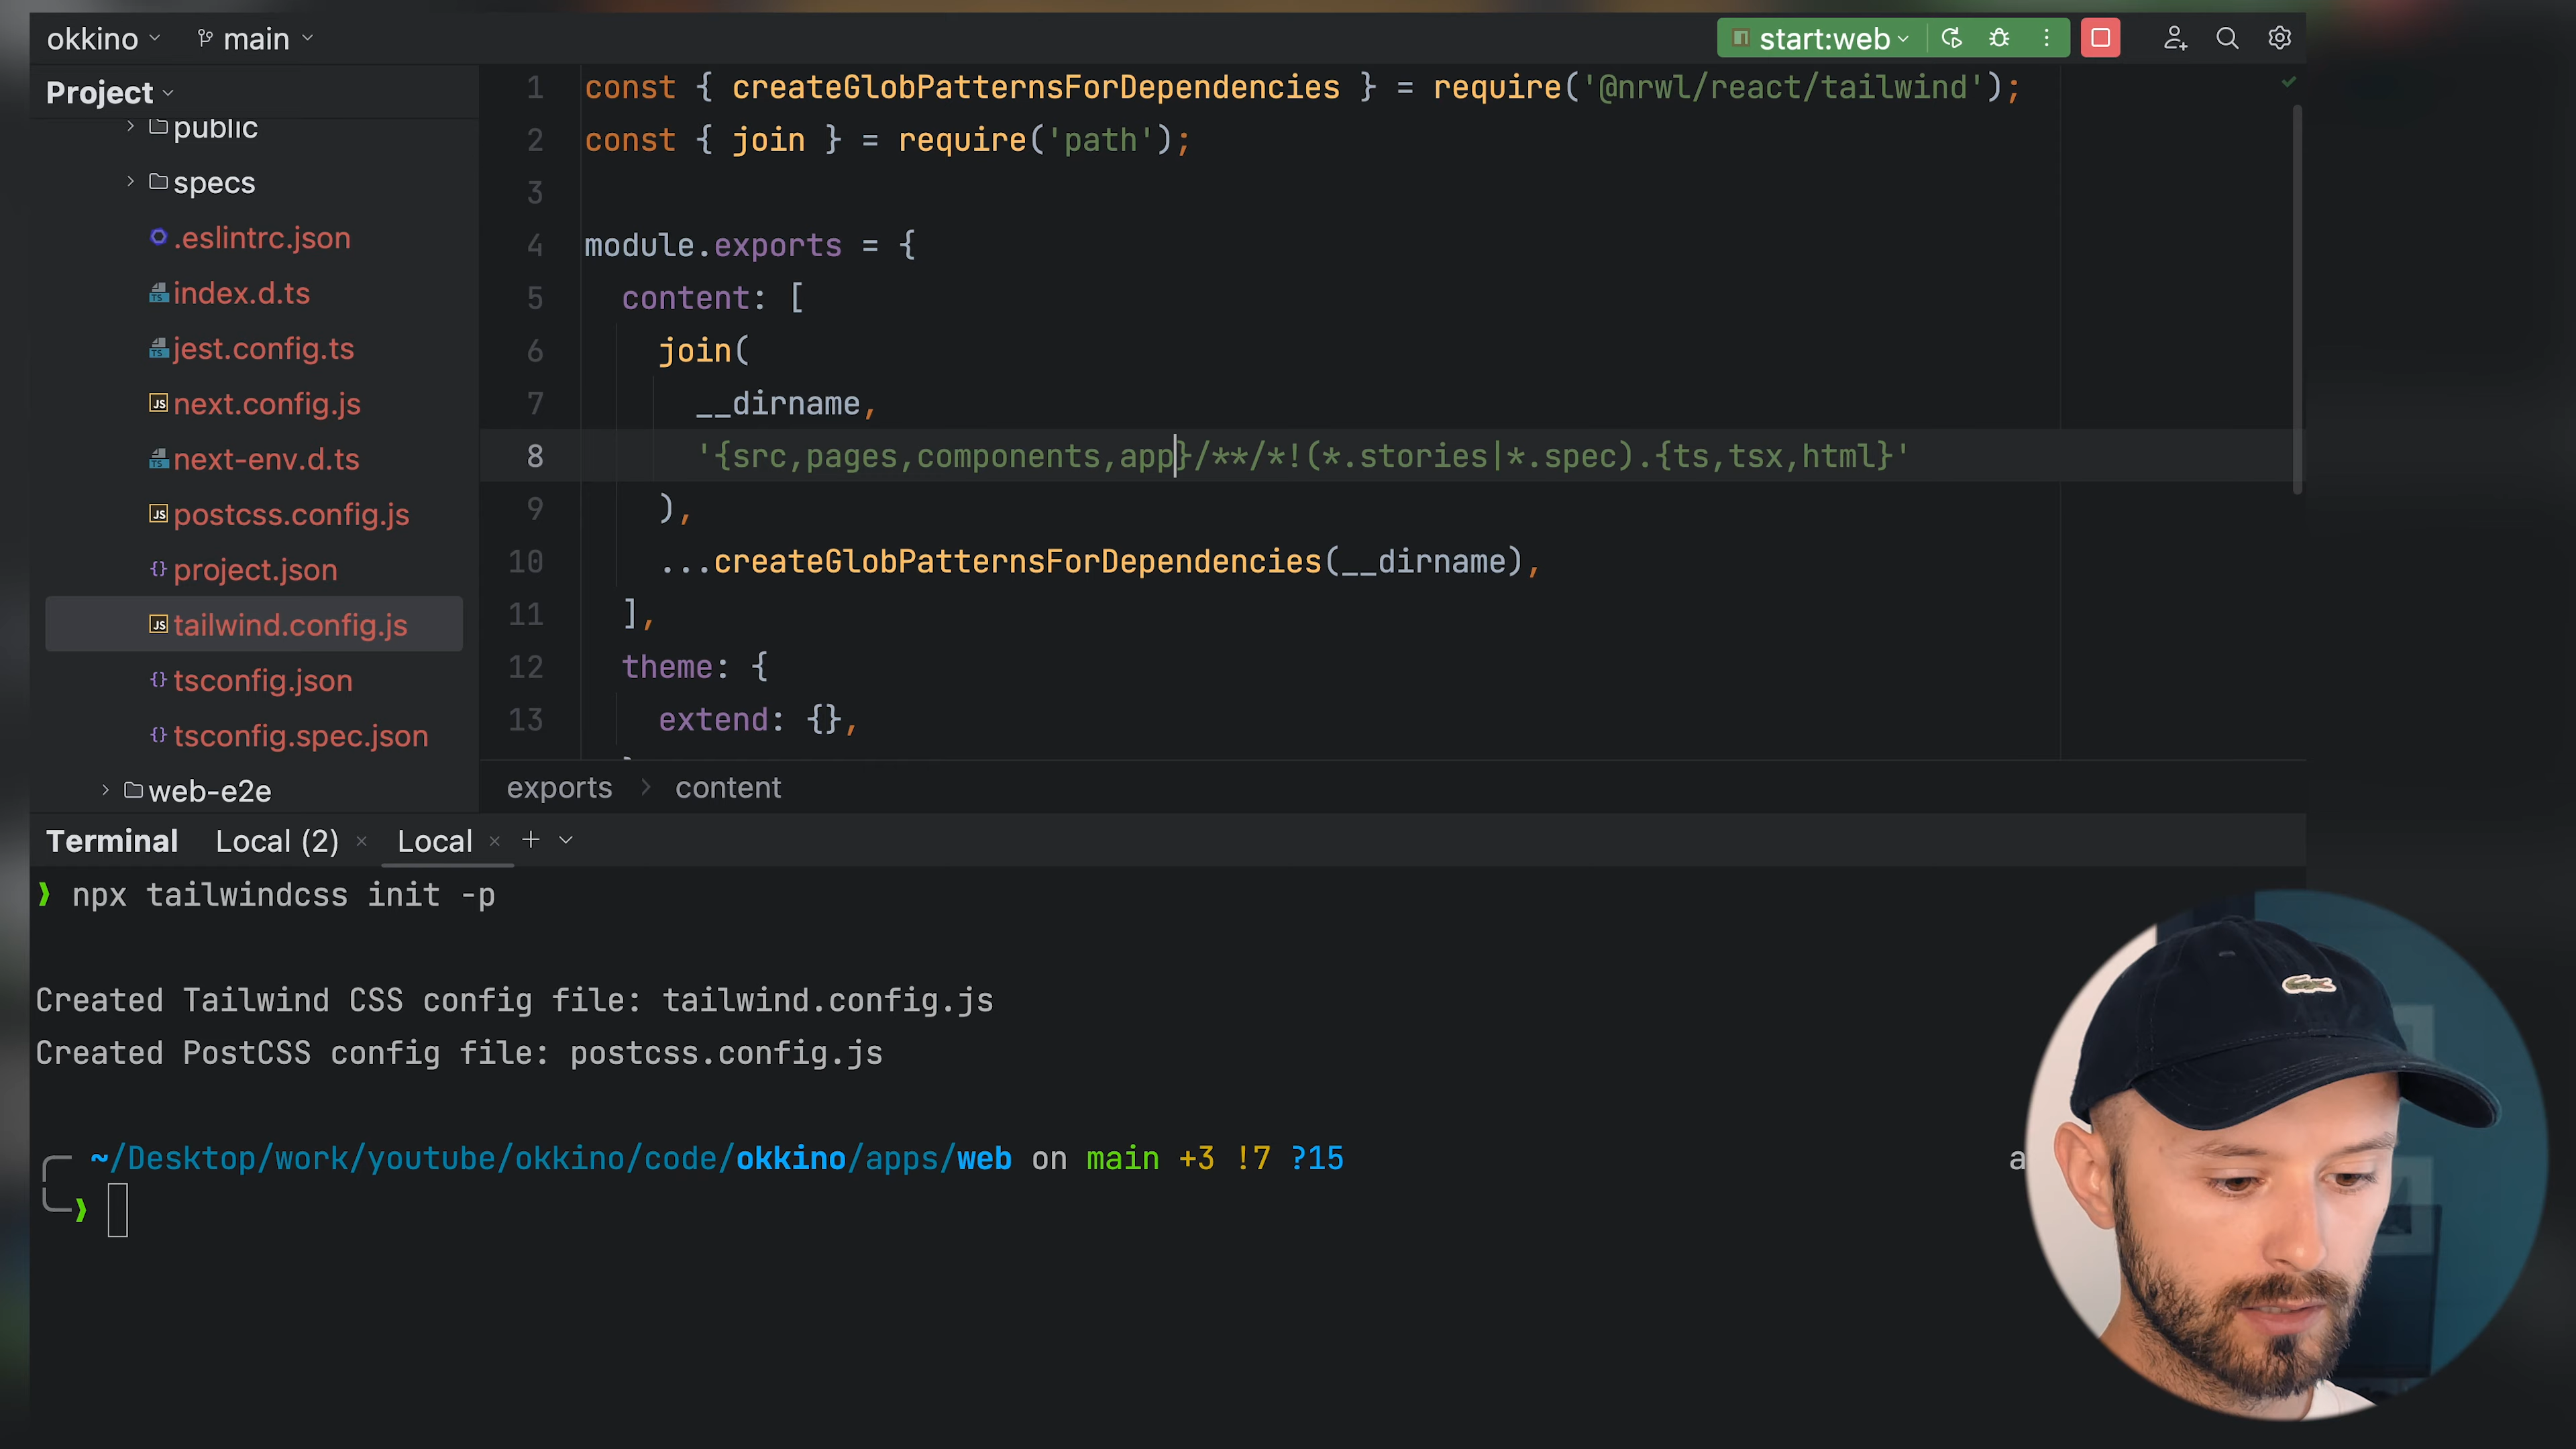 okkino
main
start:web
Project
public
specs
.eslintrc.json
index.d.ts
jest.config.ts
next.config.js
next-env.d.ts
postcss.config.js
project.json
tailwind.config.js
tsconfig.json
tsconfig.spec.json
web-e2e
1 const { createGlobPatternsForDependencies } = require('@nrwl/react/tailwind');
2 const { join } = require('path');
3
4 module.exports = {
5 content: [
6 join(
7 __dirname,
8 '{src,pages,components,app}/**/*!(*.stories|*.spec).{ts,tsx,html}'
9 ),
10 ...createGlobPatternsForDependencies(__dirname),
11 ],
12 theme: {
13 extend: {},
exports > content
Terminal Local (2) × Local × +
❱ npx tailwindcss init -p
Created Tailwind CSS config file: tailwind.config.js
Created PostCSS config file: postcss.config.js
~/Desktop/work/youtube/okkino/code/okkino/apps/web on main +3 !7 ?15
❱